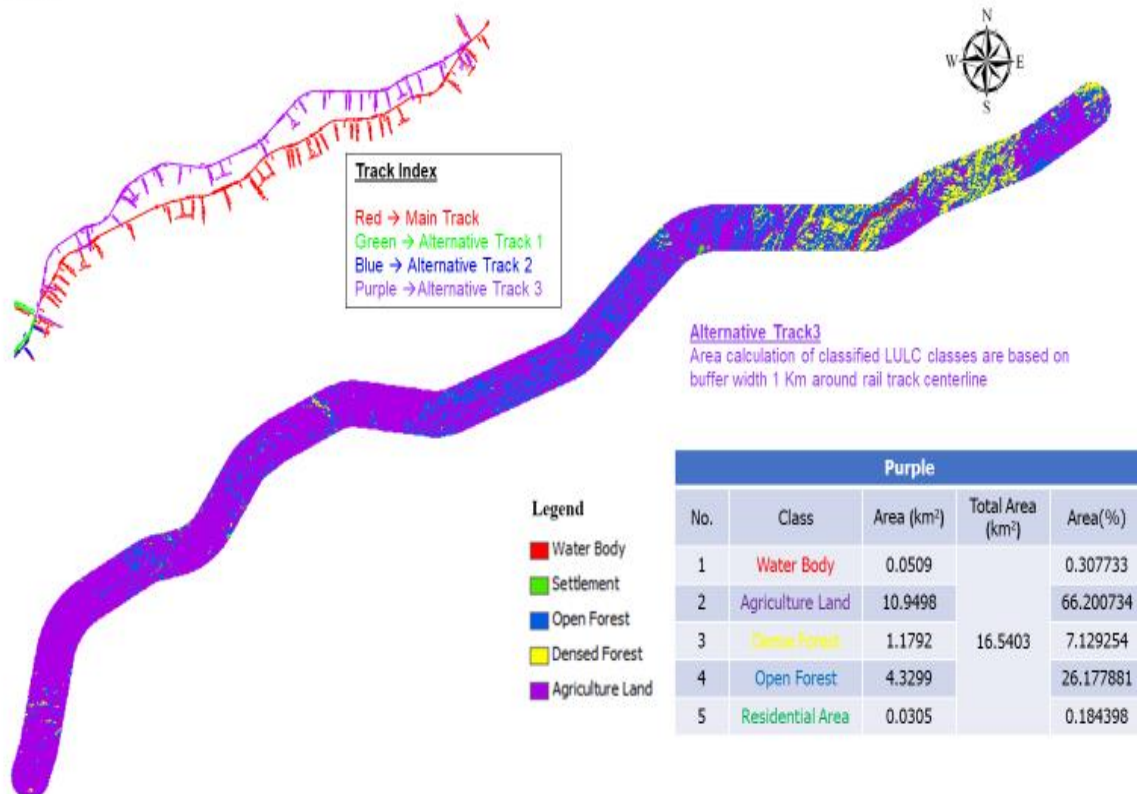 N
W
E
S
Track Index
Red → Main Track
Green → Alternative Track 1
Blue → Alternative Track 2
Purple →Alternative Track 3
Alternative Track3
Area calculation of classified LULC classes are based on
buffer width 1 Km around rail track centerline
Legend
Water Body
Settlement
Open Forest
Densed Forest
Agriculture Land
Purple
No. Class Area (km²) Total Area (km²) Area(%)
1 Water Body 0.0509 0.307733
2 Agriculture Land 10.9498 66.200734
3 Dense Forest 1.1792 16.5403 7.129254
4 Open Forest 4.3299 26.177881
5 Residential Area 0.0305 0.184398